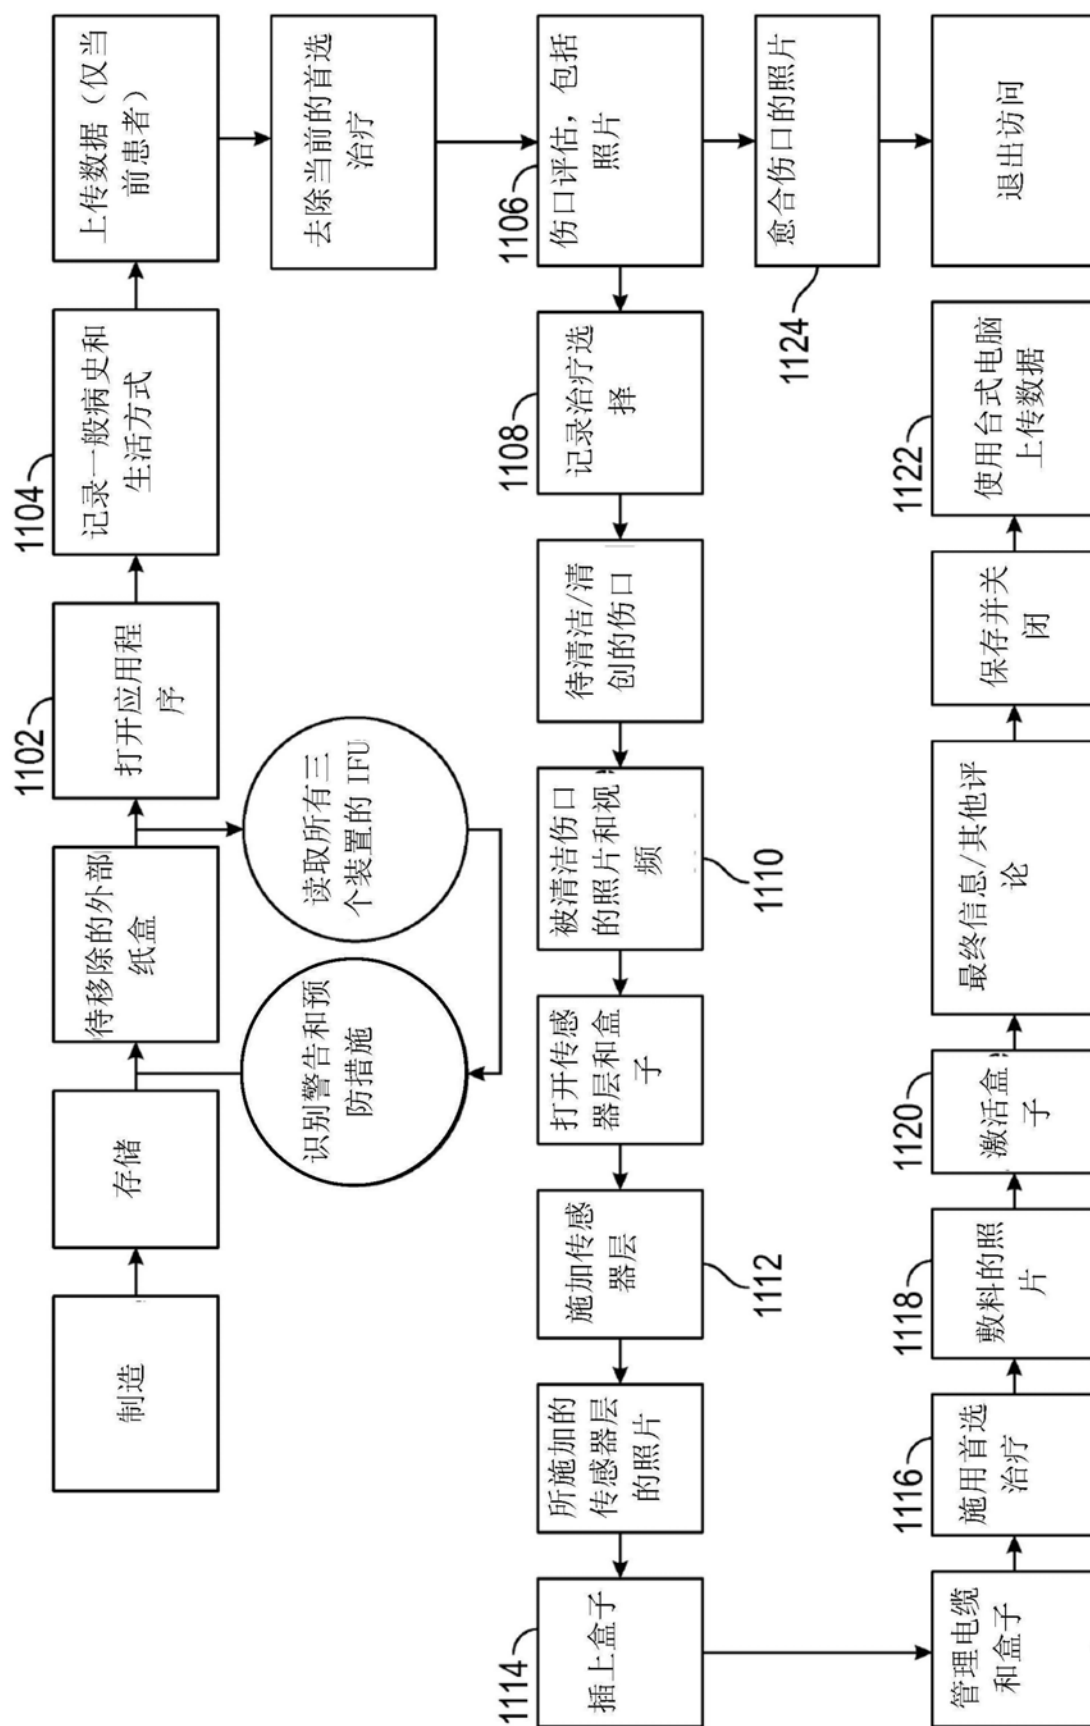 制造
存储
待移除的外部
纸盒
1102
打开应用程
序
1104
记录一般病史和
生活方式
上传数据（仅当
前患者）
识别警告和预
防措施
读取所有三
个装置的 IFU
去除当前的首选
治疗
1106
伤口评估，包括
照片
1108
记录治疗选
择
待清洁/清
创的伤口
被清洁伤口
的照片和视
频
1110
打开传感
器层和盒
子
施加传感
器层
1112
所施加的
传感器层
的照片
1114
插上盒子
管理电缆
和盒子
1116
施用首选
治疗
1118
敷料的照
片
1120
激活盒
子
最终信息/其他评
论
保存并关
闭
1122
使用台式电脑
上传数据
愈合伤口的照片
1124
退出访问